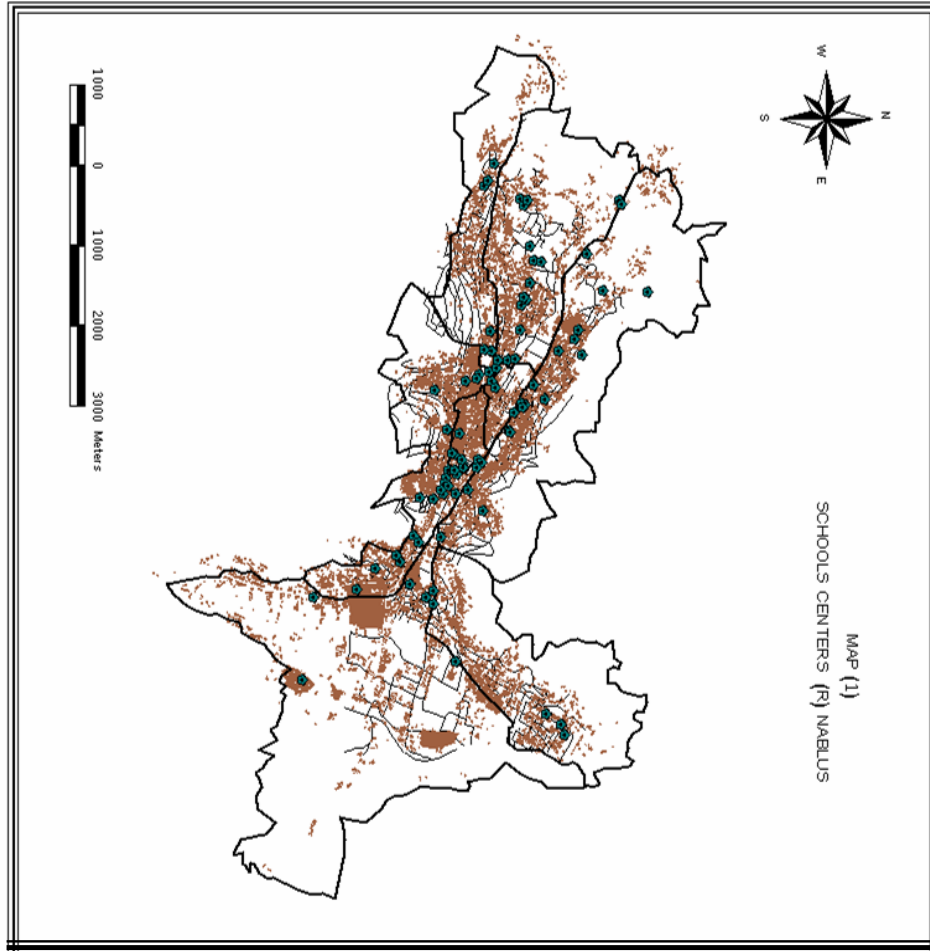 MAP (1)
SCHOOLS CENTERS (R) NABLUS
W
N
S
E
1000
0
1000
2000
3000 Meters